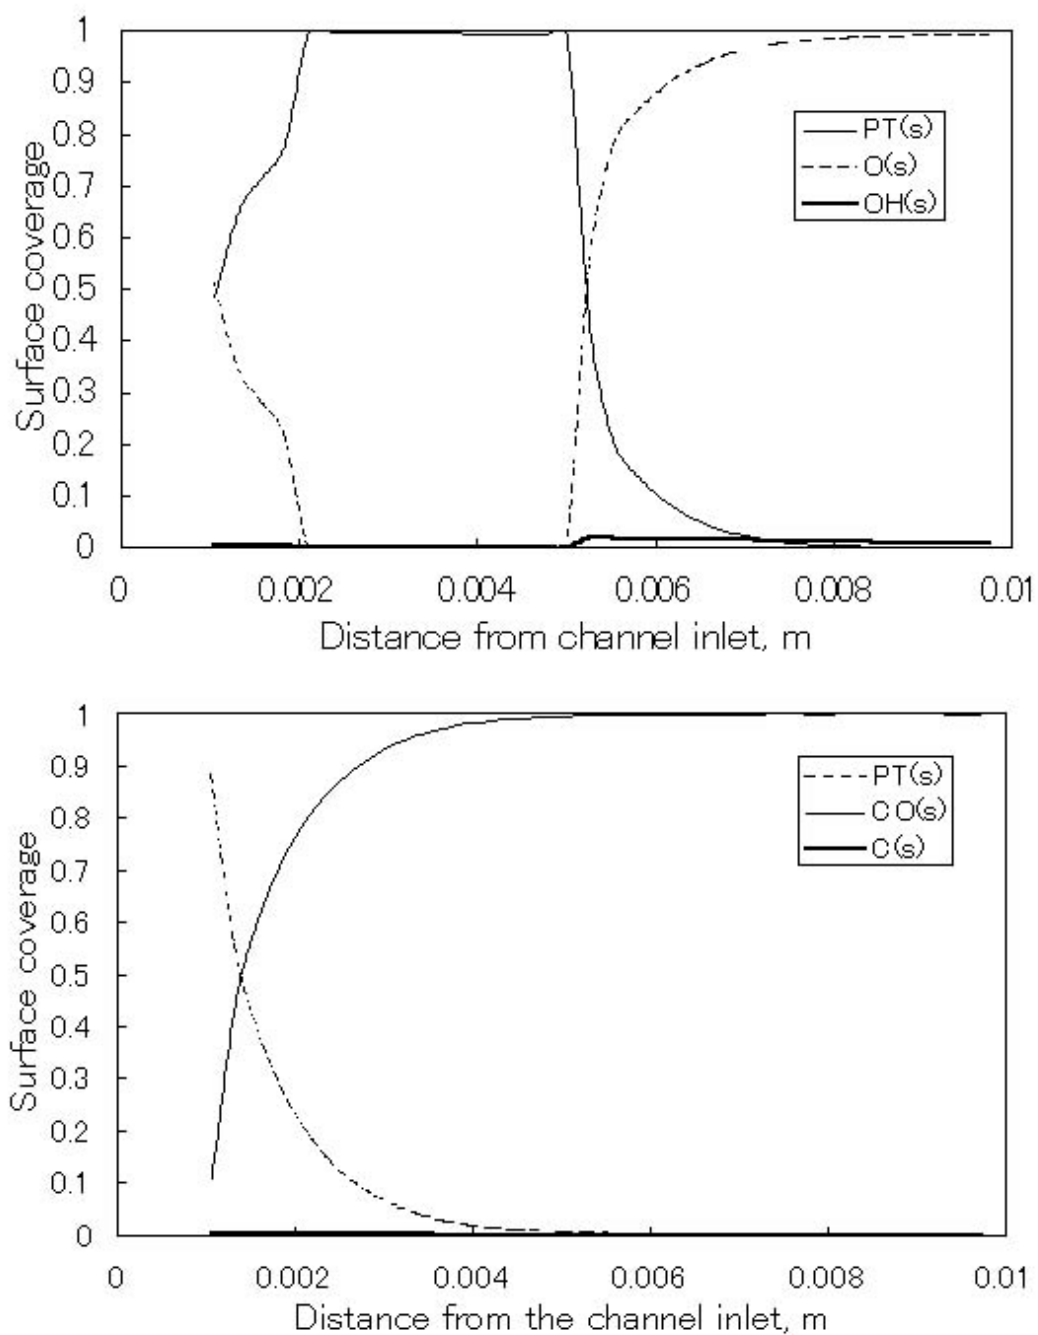 1
0.9
0.8
0.7
0.6
0.5
0.4
0.3
0.2
0.1
0
Surface coverage
PT(s)
O(s)
OH(s)
0 0.002 0.004 0.006 0.008 0.01
Distance from channel inlet, m
1
0.9
0.8
0.7
0.6
0.5
0.4
0.3
0.2
0.1
0
Surface coverage
PT(s)
CO(s)
C(s)
0 0.002 0.004 0.006 0.008 0.01
Distance from the channel inlet, m